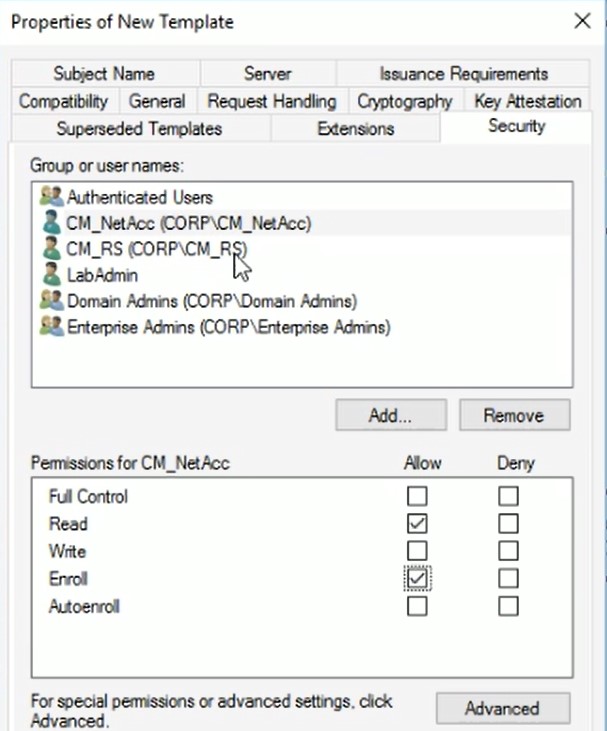 Properties of New Template
Subject Name Server Issuance Requirements
Compatibility General Request Handling Cryptography Key Attestation
Superseded Templates Extensions Security
Group or user names:
Authenticated Users
CM_NetAcc (CORP\CM_NetAcc)
CM_RS (CORP\CM_RS)
LabAdmin
Domain Admins (CORP\Domain Admins)
Enterprise Admins (CORP\Enterprise Admins)
Add... Remove
Permissions for CM_NetAcc Allow Deny
Full Control
Read
Write
Enroll
Autoenroll
For special permissions or advanced settings, click
Advanced. Advanced